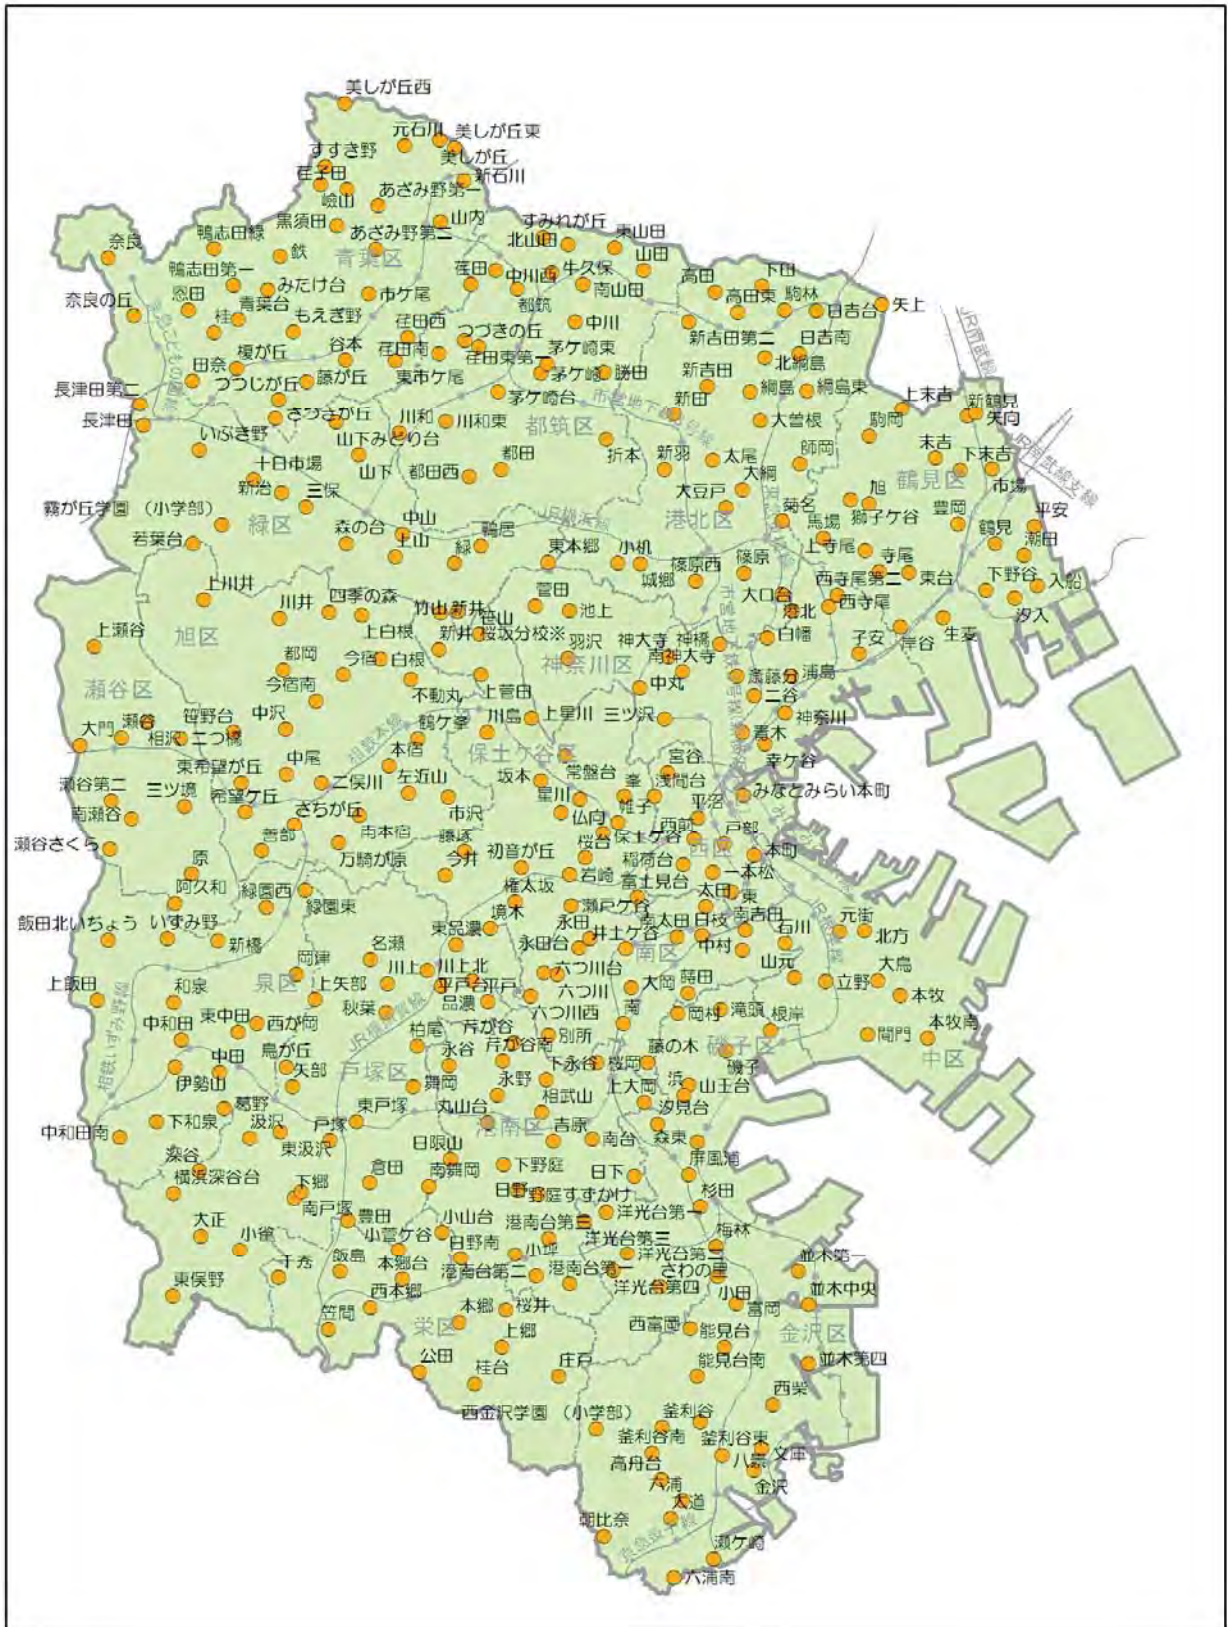 美しが丘西
元石川
美しが丘東
すすき野
美しが丘
荏子田
新石川
嶮山
あざみ野第一
黒須田
山内
すみれが丘
鴨志田緑
あざみ野第二
北山田
東山田
奈良
鉄
青葉区
山田
鴨志田第一
荏田
中川西
牛久保
高田
下田
恩田
みたけ台
南山田
奈良の丘
青葉台
市ケ尾
都筑
高田東
駒林
矢上
桂
もえぎ野
荏田西
つづきの丘
中川
日吉台
新吉田第二
日吉南
榎が丘
谷本
荏田南
荏田東第一
茅ケ崎東
北綱島
田奈
東市ケ尾
茅ケ崎
勝田
新吉田
長津田第二
つつじが丘
藤が丘
茅ケ崎台
綱島
綱島東
上末吉
新鶴見
長津田
さつきが丘
川和
川和東
都筑区
新田
大曽根
駒岡
矢向
いぶき野
山下みどり台
折本
JR南武線
JR南武線支線
十日市場
山下
都田西
都田
新羽
太尾
師岡
末吉
下末吉
鶴見区
新治
三保
大綱
市場
霧が丘学園 (小学部)
緑区
大豆戸
港北区
菊名
旭
獅子ケ谷
豊岡
平安
森の台
中山
JR横浜線
馬場
鶴見
若葉台
上山
緑
鴨居
東本郷
小机
篠原
上寺尾
寺尾
潮田
城郷
篠原西
西寺尾第二
東台
下野谷
入船
上川井
川井
四季の森
竹山
新井
菅田
池上
大口台
港北
西寺尾
汐入
旭区
笹山
上瀬谷
上白根
新井 桜坂分校※
羽沢
神大寺
神橋
白幡
子安
岸谷
生麦
都岡
今宿
白根
神奈川区
南神大寺
瀬谷区
今宿南
不動丸
上菅田
中丸
斎藤分
浦島
二谷
大門
瀬谷
笹野台
中沢
鶴ケ峯
川島
上星川
三ツ沢
神奈川
相沢
二つ橋
相鉄本線
保土ケ谷区
青木
東希望が丘
中尾
本宿
宮谷
幸ケ谷
瀬谷第二
二俣川
左近山
坂本
常盤台
峯
浅間台
みなとみらい本町
三ツ境
希望ケ丘
星川
南瀬谷
さちが丘
市沢
仏向
帷子
平沼
南本宿
西前
戸部
瀬谷さくら
善部
藤塚
桜台
保土ケ谷
西区
本町
原
万騎が原
今井
初音が丘
稲荷台
一本松
阿久和
緑園西
権太坂
岩崎
富士見台
東
緑園東
瀬戸ケ谷
太田
飯田北いちょう
いずみ野
境木
永田
南太田
日枝
南吉田
石川
元街
新橋
名瀬
東品濃
永田台
井土ケ谷
南区
中村
北方
岡津
川上
川上北
六つ川台
大岡
蒔田
山元
立野
大鳥
上飯田
泉区
上矢部
平戸台
平戸
六つ川
本牧
和泉
秋葉
品濃
六つ川西
南
岡村
滝頭
根岸
中和田
東中田
西が岡
JR横須賀線
芹が谷
別所
間門
本牧南
相鉄いずみ野線
鳥が丘
柏尾
芹が谷南
藤の木
磯子区
中区
中田
戸塚区
永谷
下永谷
桜岡
磯子
伊勢山
矢部
舞岡
永野
浜
上大岡
山王台
葛野
相武山
汐見台
下和泉
東戸塚
丸山台
港南区
吉原
森東
中和田南
汲沢
戸塚
東汲沢
日限山
南台
深谷
倉田
下野庭
屏風浦
横浜深谷台
下郷
南舞岡
日野
野庭すずかけ
日下
杉田
南戸塚
豊田
小山台
港南台第三
洋光台第一
大正
小雀
小菅ケ谷
日野南
小坪
洋光台第三
洋光台第二
梅林
千秀
飯島
本郷台
港南台第二
港南台第一
さわの里
並木第一
東俣野
西本郷
洋光台第四
小田
並木中央
笠間
本郷
桜井
富岡
栄区
上郷
西富岡
能見台
金沢区
公田
桂台
庄戸
能見台南
並木第四
西金沢学園 (小学部)
釜利谷
西柴
釜利谷南
釜利谷東
文庫
高舟台
八景
六浦
金沢
大道
朝比奈
瀬ケ崎
六浦南